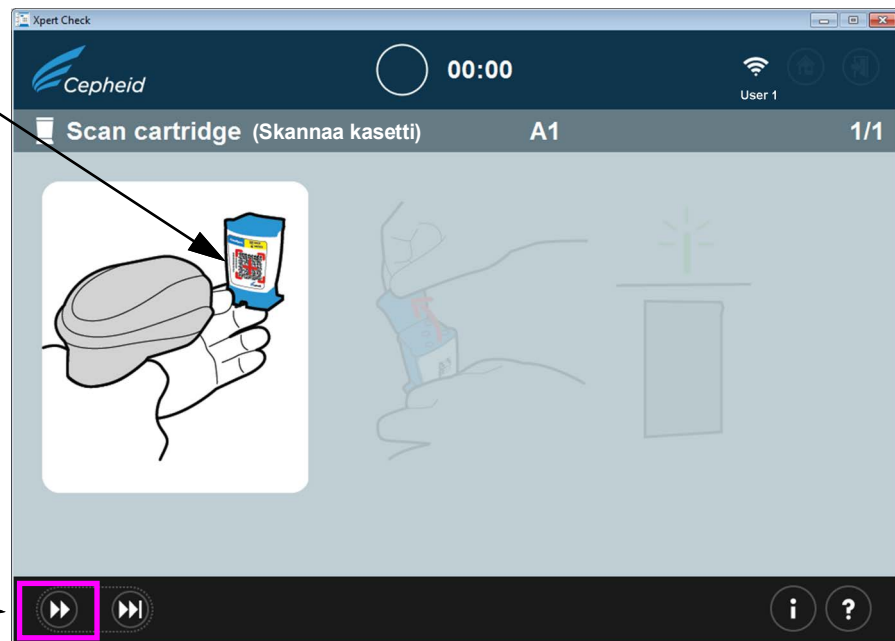 Xpert Check
Cepheid
00:00
User 1
Scan cartridge (Skannaa kasetti) A1 1/1
i ?